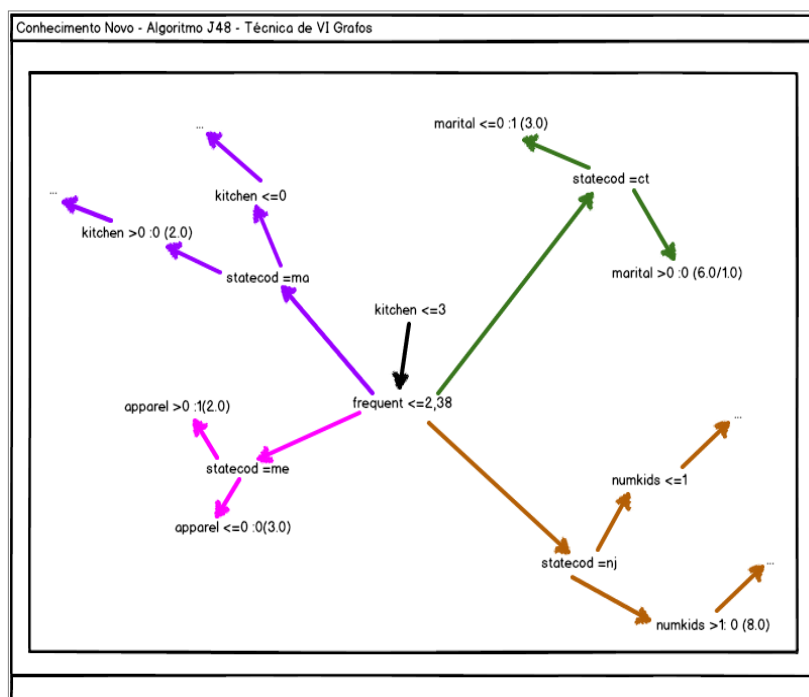 Conhecimento Novo - Algoritmo J48 - Técnica de VI Grafos
marital <=0 :1 (3.0)
...
statecod =ct
...
kitchen <=0
kitchen >0 :0 (2.0)
marital >0 :0 (6.0/1.0)
statecod =ma
kitchen <=3
frequent <=2,38
apparel >0 :1(2.0)
...
statecod =me
numkids <=1
apparel <=0 :0(3.0)
statecod =nj
...
numkids >1: 0 (8.0)